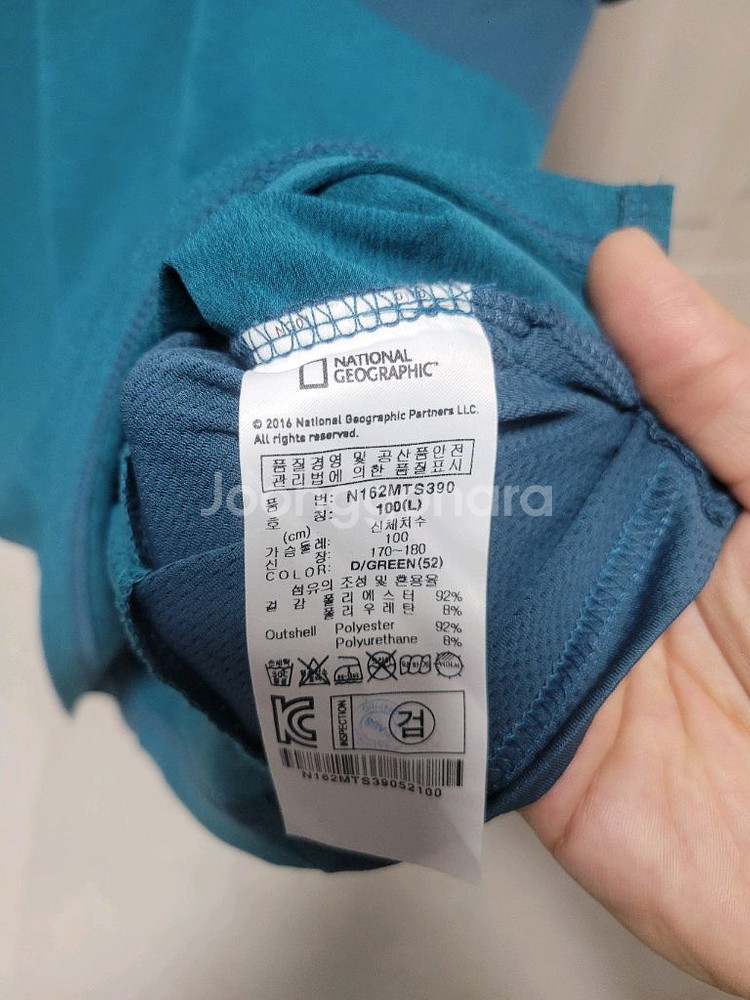 NATIONAL
GEOGRAPHIC
© 2016 National Geographic Partners LLC.
All rights reserved.
품질경영 및 공산품안전
관리법에 의한 품질표시
품 번: N162MTS390
호 칭: 100(L)
(cm) 신체치수
가슴둘레: 100
신 장: 170~180
COLOR: D/GREEN(52)
섬유의 조성 및 혼용율
겉 감 폴리에스터 92%
폴리우레탄 8%
Outshell Polyester 92%
Polyurethane 8%
INSPECTION 검
N162MTS39052100
Joongonara